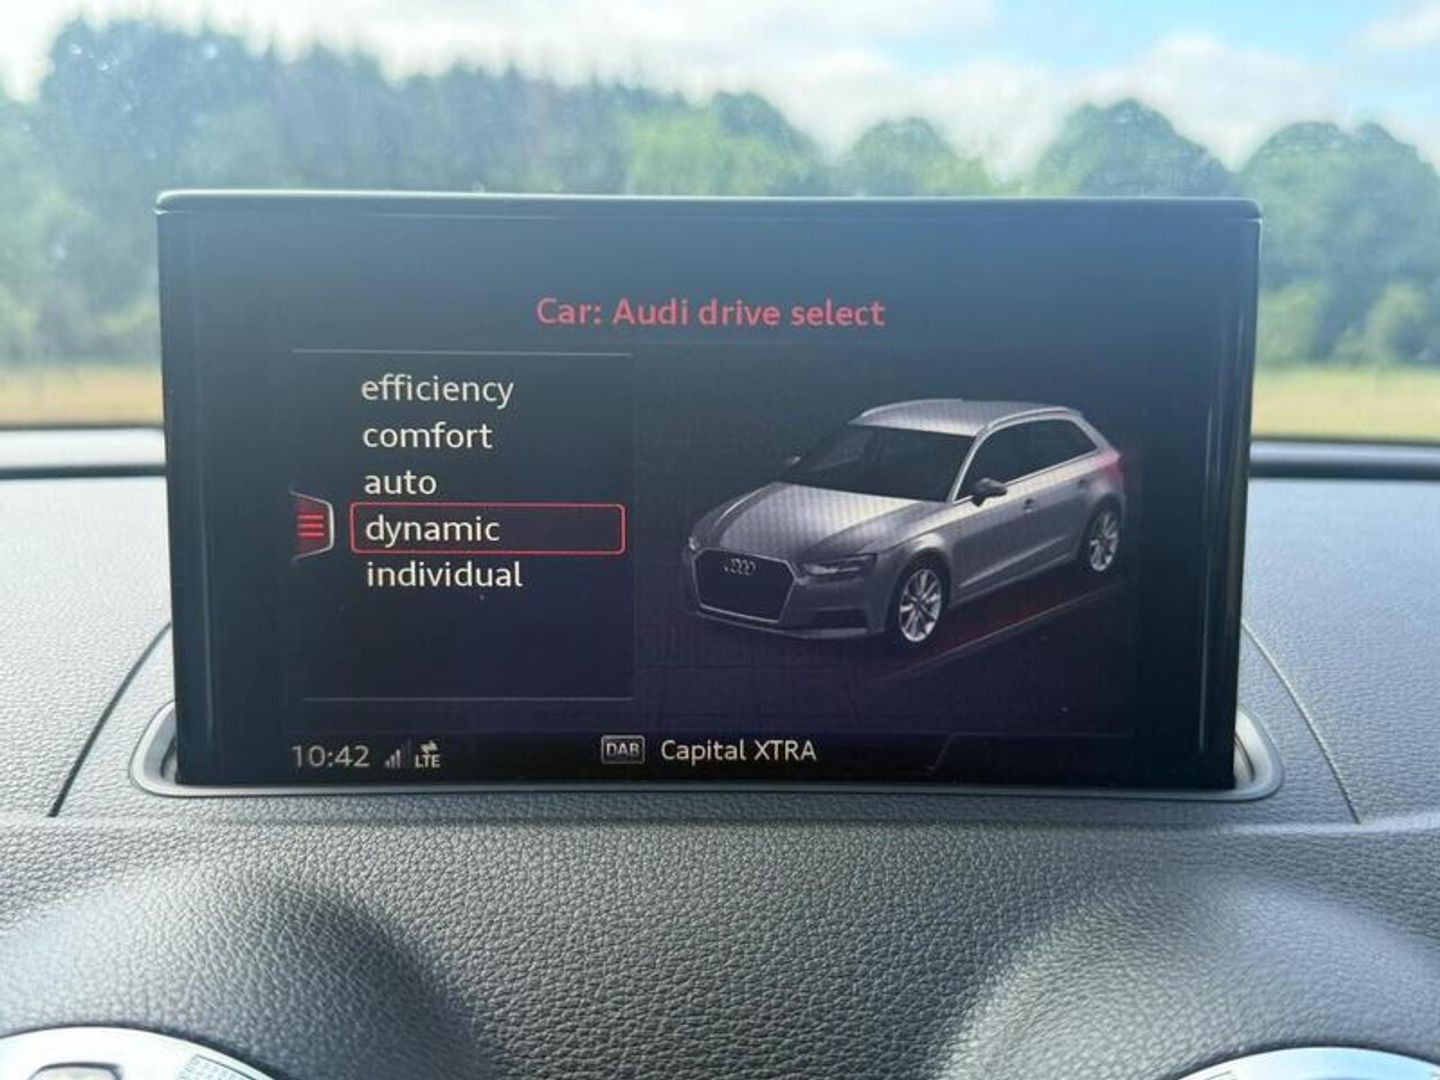 Car: Audi drive select
efficiency
comfort
auto
dynamic
individual
10:42 LTE
DAB Capital XTRA